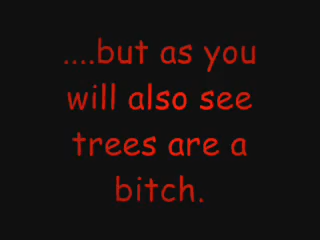 ....but as you
will also see
trees are a
bitch.